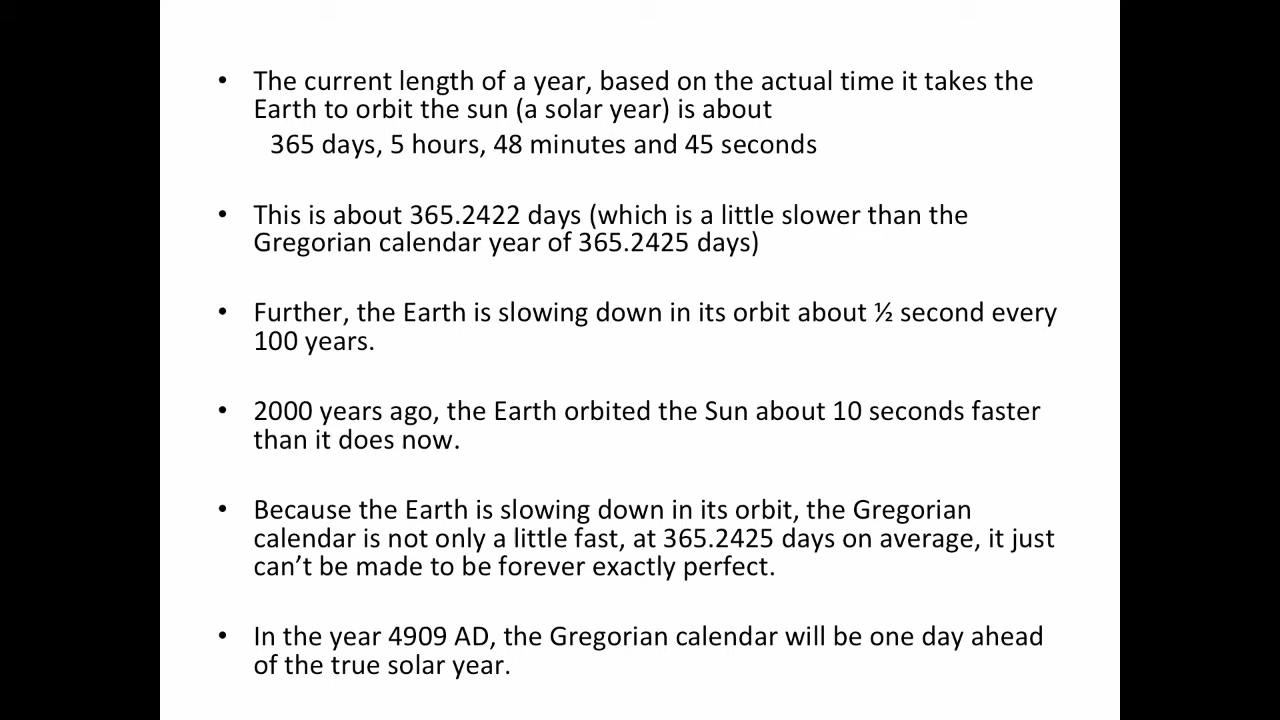 • The current length of a year, based on the actual time it takes the
Earth to orbit the sun (a solar year) is about
365 days, 5 hours, 48 minutes and 45 seconds
• This is about 365.2422 days (which is a little slower than the
Gregorian calendar year of 365.2425 days)
• Further, the Earth is slowing down in its orbit about ½ second every
100 years.
• 2000 years ago, the Earth orbited the Sun about 10 seconds faster
than it does now.
• Because the Earth is slowing down in its orbit, the Gregorian
calendar is not only a little fast, at 365.2425 days on average, it just
can’t be made to be forever exactly perfect.
• In the year 4909 AD, the Gregorian calendar will be one day ahead
of the true solar year.